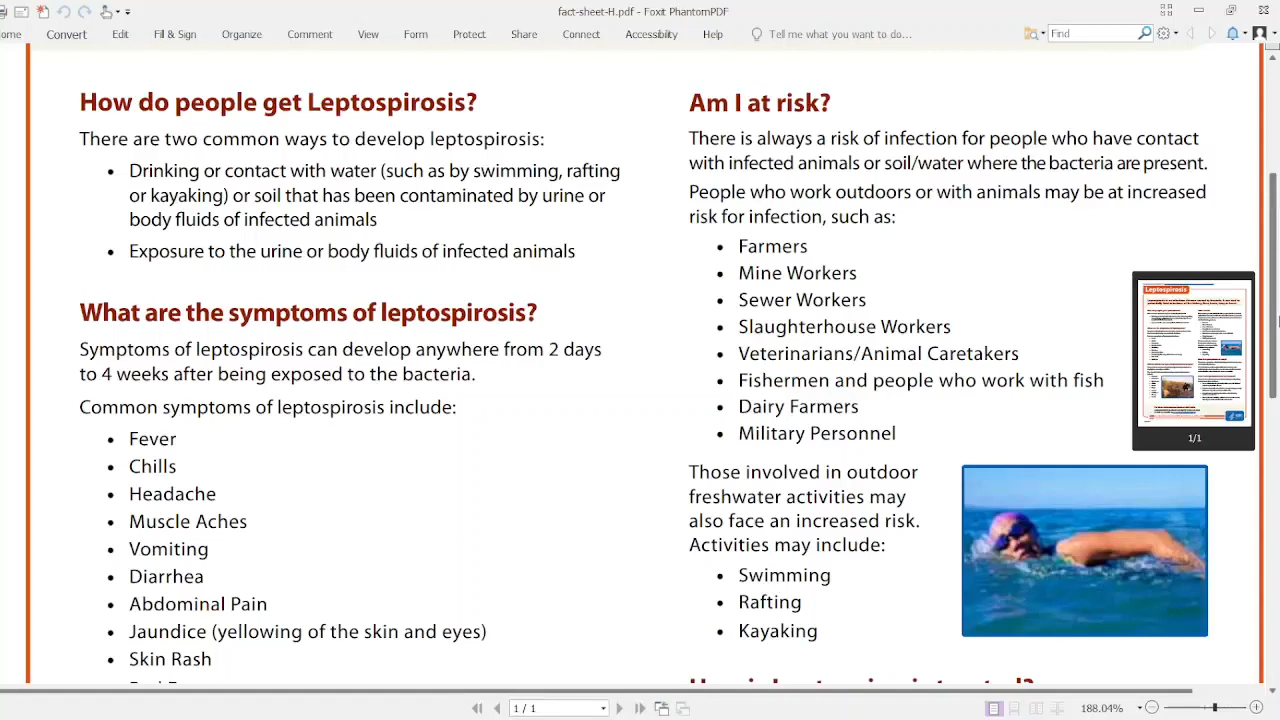 fact-sheet-H.pdf - Foxit PhantomPDF
ome Convert Edit Fill & Sign Organize Comment View Form Protect Share Connect Accessiblity Help Tell me what you want to do... Find
How do people get Leptospirosis?
There are two common ways to develop leptospirosis:
• Drinking or contact with water (such as by swimming, rafting
or kayaking) or soil that has been contaminated by urine or
body fluids of infected animals
• Exposure to the urine or body fluids of infected animals
What are the symptoms of leptospirosis?
Symptoms of leptospirosis can develop anywhere from 2 days
to 4 weeks after being exposed to the bacteria.
Common symptoms of leptospirosis include:
• Fever
• Chills
• Headache
• Muscle Aches
• Vomiting
• Diarrhea
• Abdominal Pain
• Jaundice (yellowing of the skin and eyes)
• Skin Rash
Am I at risk?
There is always a risk of infection for people who have contact
with infected animals or soil/water where the bacteria are present.
People who work outdoors or with animals may be at increased
risk for infection, such as:
• Farmers
• Mine Workers
• Sewer Workers
• Slaughterhouse Workers
• Veterinarians/Animal Caretakers
• Fishermen and people who work with fish
• Dairy Farmers
• Military Personnel
Those involved in outdoor
freshwater activities may
also face an increased risk.
Activities may include:
• Swimming
• Rafting
• Kayaking
Leptospirosis
1/1
1 / 1
188.04%